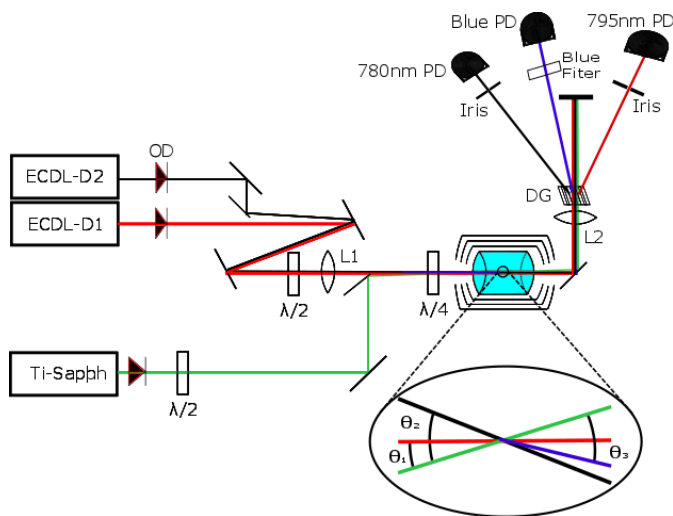 Blue PD
795nm PD
780nm PD
Blue
Fiter
Iris
Iris
OD
ECDL-D2
DG
ECDL-D1
L2
L1
λ/2
λ/4
Ti-Sapph
λ/2
θ₂
θ₁
θ₃